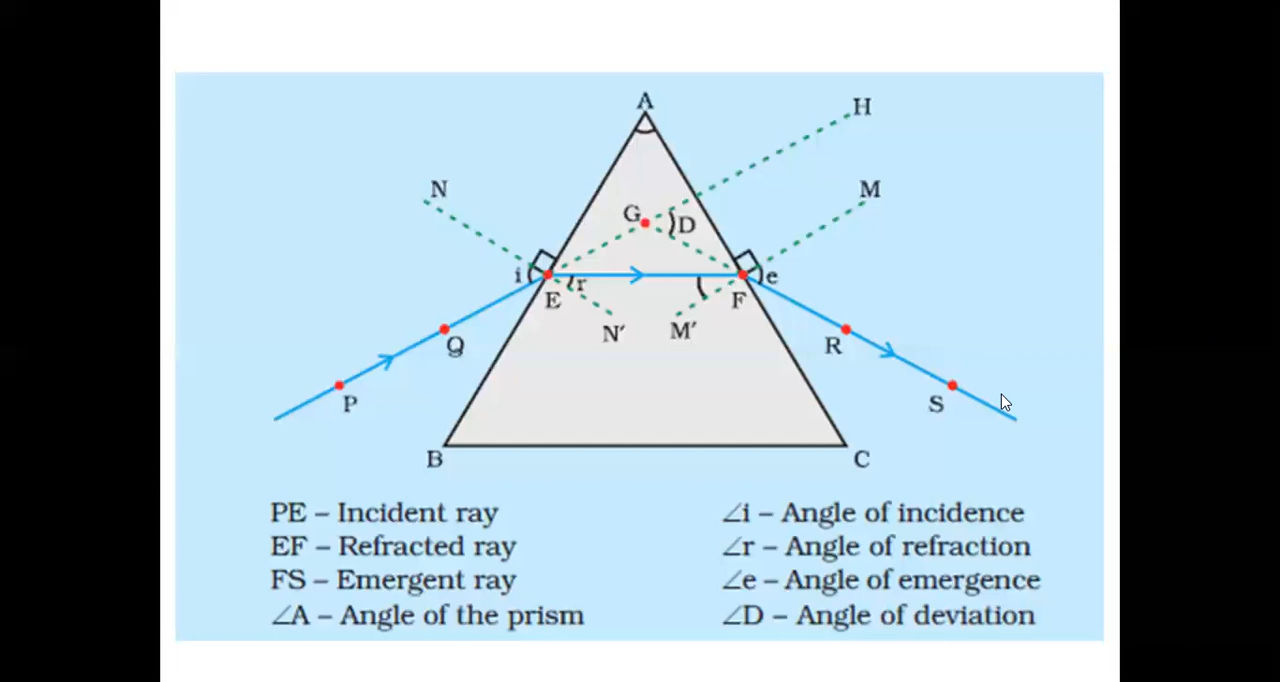 A
H
N
M
G
D
i
r
e
E
F
N′
M′
Q
R
P
S
B
C
PE – Incident ray
EF – Refracted ray
FS – Emergent ray
∠A – Angle of the prism
∠i – Angle of incidence
∠r – Angle of refraction
∠e – Angle of emergence
∠D – Angle of deviation